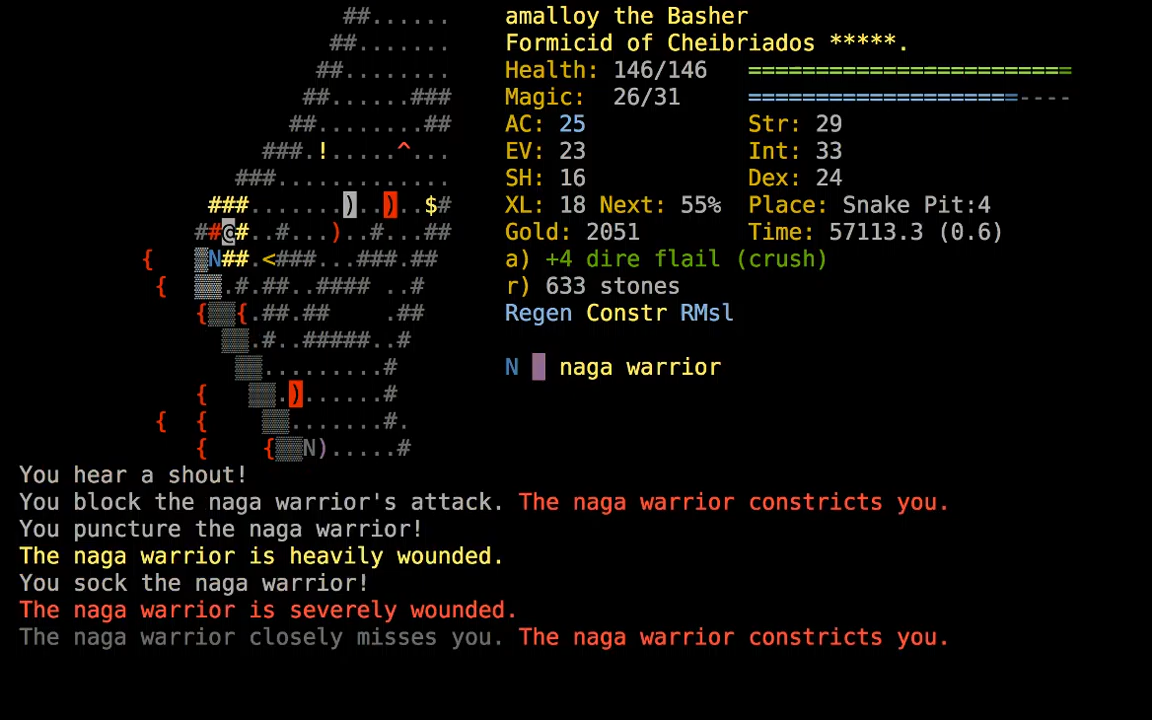 ##...... amalloy the Basher
##....... Formicid of Cheibriados *****.
##........ Health: 146/146 ========================
##......### Magic:  26/31 ====================----
##........## AC: 25 Str: 29
###.!.....^... EV: 23 Int: 33
###............. SH: 16 Dex: 24
###.......)..)..$# XL: 18 Next: 55% Place: Snake Pit:4
##@#..#...)..#...## Gold: 2051 Time: 57113.3 (0.6)
{ N##.<###...###.## a) +4 dire flail (crush)
{ .#.##..#### ..# r) 633 stones
{ {.##.## .## Regen Constr RMsl
.#..#####..#
.........# N naga warrior
{ .)......#
{ { .......#.
{ { N).....#
You hear a shout!
You block the naga warrior's attack. The naga warrior constricts you.
You puncture the naga warrior!
The naga warrior is heavily wounded.
You sock the naga warrior!
The naga warrior is severely wounded.
The naga warrior closely misses you. The naga warrior constricts you.